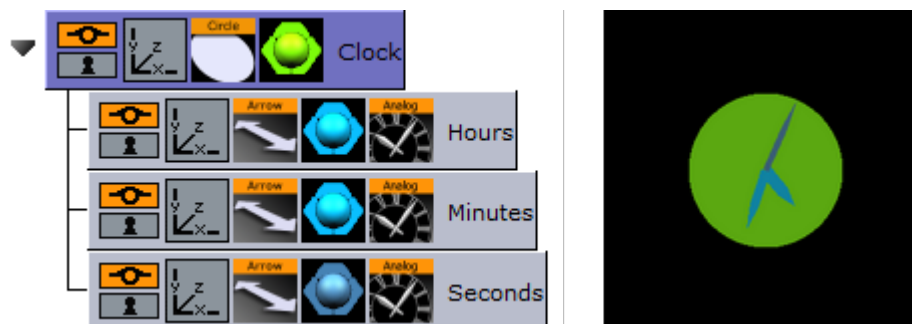 Circle
Y Z
X
Clock
Arrow Analog
Y Z
X
Hours
Arrow Analog
Y Z
X
Minutes
Arrow Analog
Y Z
X
Seconds